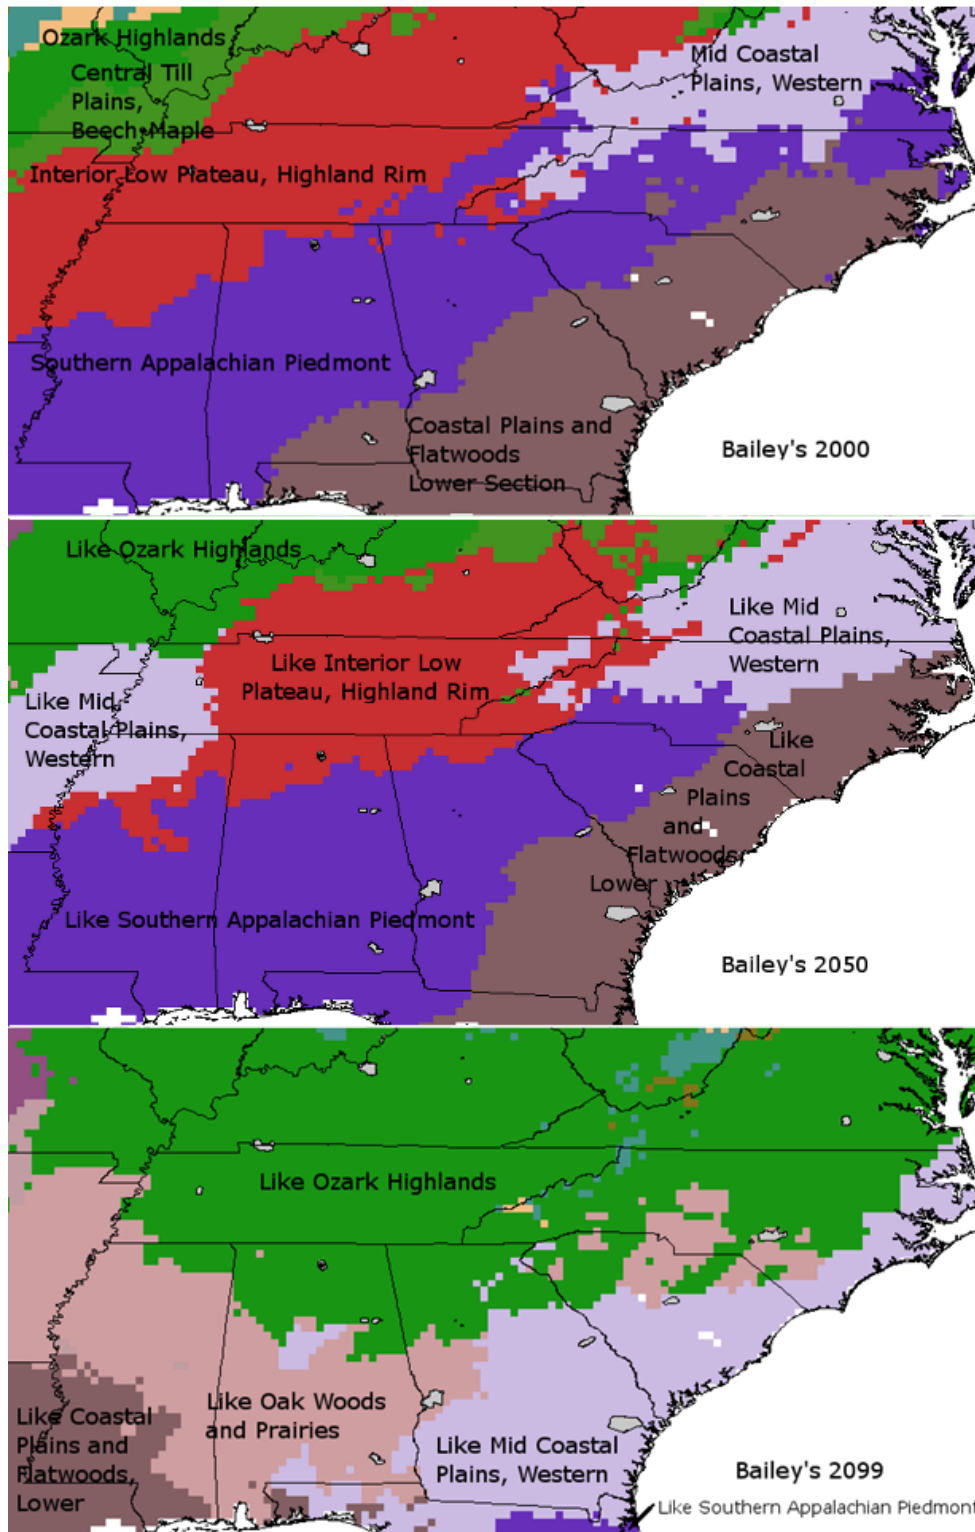 Ozark Highlands
Central Till
Plains,
Beech-Maple
Mid Coastal
Plains, Western
Interior Low Plateau, Highland Rim
Southern Appalachian Piedmont
Coastal Plains and
Flatwoods
Lower Section
Bailey's 2000
Like Ozark Highlands
Like Mid
Coastal Plains,
Western
Like Interior Low
Plateau, Highland Rim
Like Mid
Coastal Plains,
Western
Like
Coastal
Plains
and
Flatwoods,
Lower
Like Southern Appalachian Piedmont
Bailey's 2050
Like Ozark Highlands
Like Oak Woods
and Prairies
Like Coastal
Plains and
Flatwoods,
Lower
Like Mid Coastal
Plains, Western
Bailey's 2099
Like Southern Appalachian Piedmont